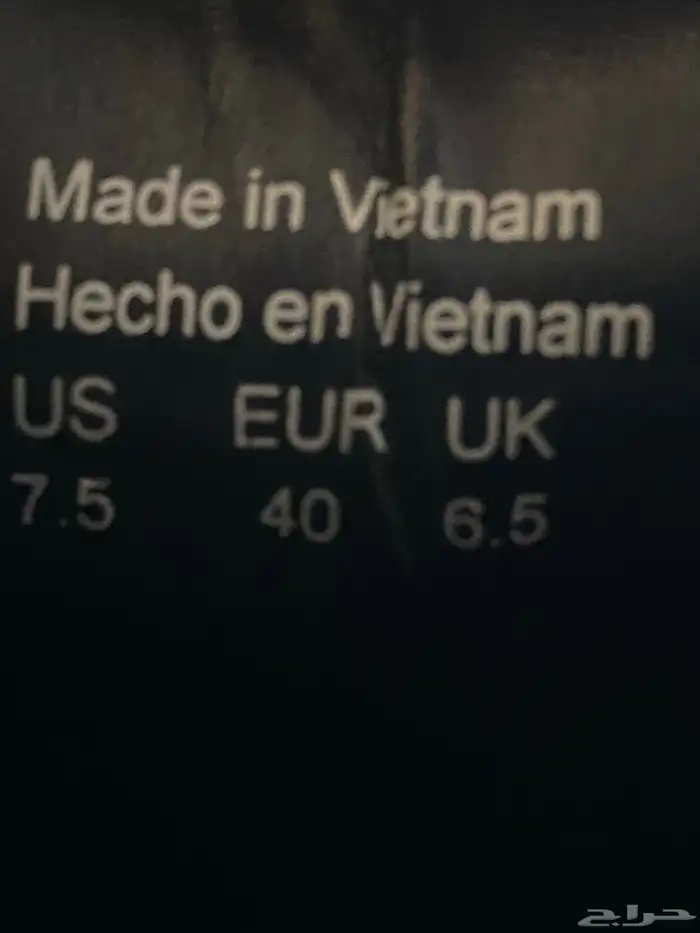 Made in Vietnam
Hecho en Vietnam
US EUR UK
7.5 40 6.5
حراج